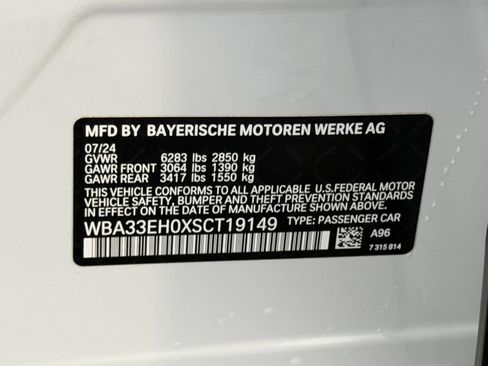 MFD BY BAYERISCHE MOTOREN WERKE AG
07/24
GVWR 6283 lbs 2850 kg
GAWR FRONT 3064 lbs 1390 kg
GAWR REAR 3417 lbs 1550 kg
THIS VEHICLE CONFORMS TO ALL APPLICABLE U.S.FEDERAL MOTOR
VEHICLE SAFETY, BUMPER AND THEFT PREVENTION STANDARDS
IN EFFECT ON THE DATE OF MANUFACTURE SHOWN ABOVE.
WBA33EH0XSCT19149 TYPE: PASSENGER CAR
A96
7 315 814